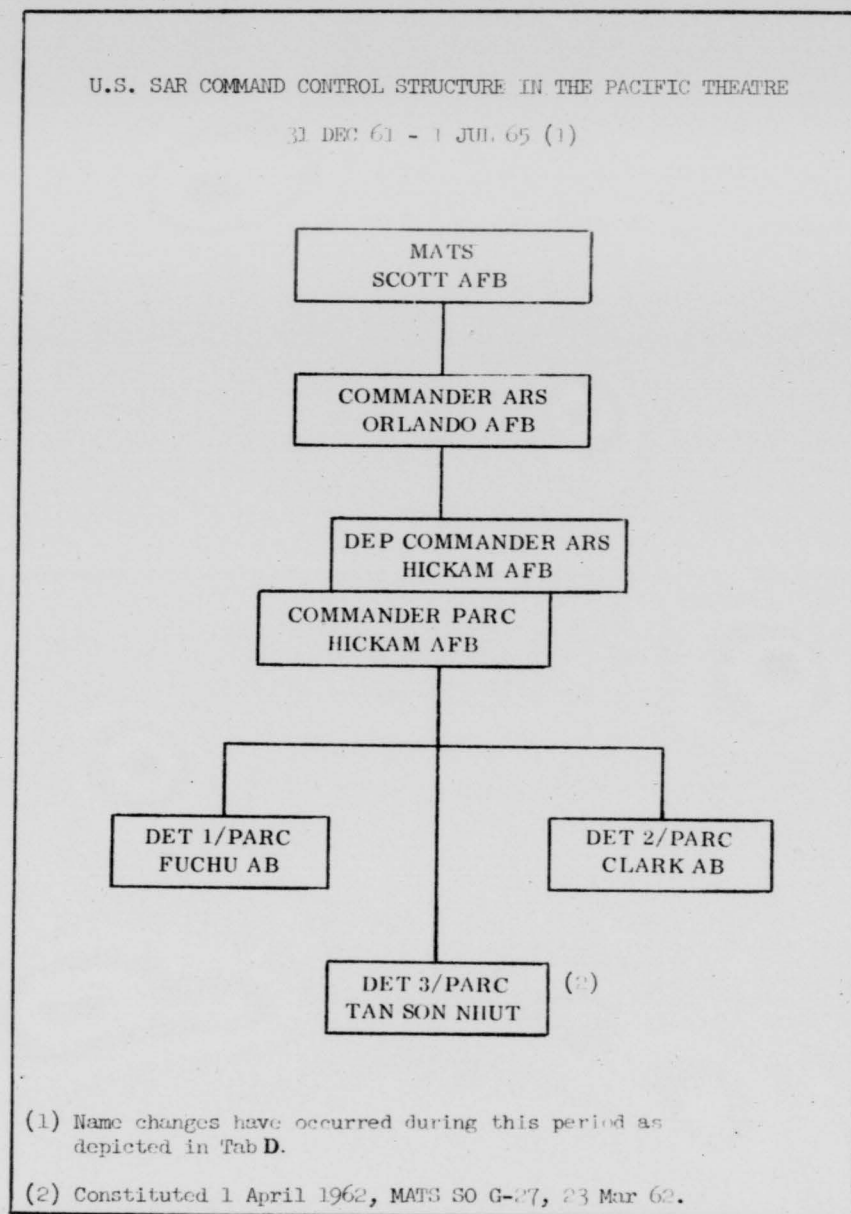 U.S. SAR COMMAND CONTROL STRUCTURE IN THE PACIFIC THEATRE
31 DEC 61 - 1 JUL 65 (1)
MATS
SCOTT AFB
COMMANDER ARS
ORLANDO AFB
DEP COMMANDER ARS
HICKAM AFB
COMMANDER PARC
HICKAM AFB
DET 1/PARC
FUCHU AB
DET 2/PARC
CLARK AB
DET 3/PARC (2)
TAN SON NHUT
(1) Name changes have occurred during this period as
depicted in Tab D.
(2) Constituted 1 April 1962, MATS SO G-27, 23 Mar 62.